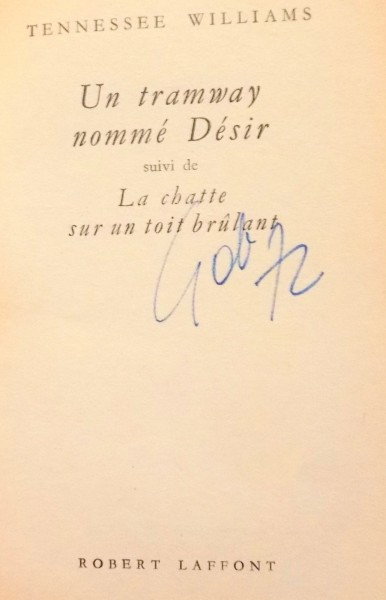 TENNESSEE WILLIAMS
Un tramway
nommé Désir
suivi de
La chatte
sur un toit brûlant
ROBERT LAFFONT